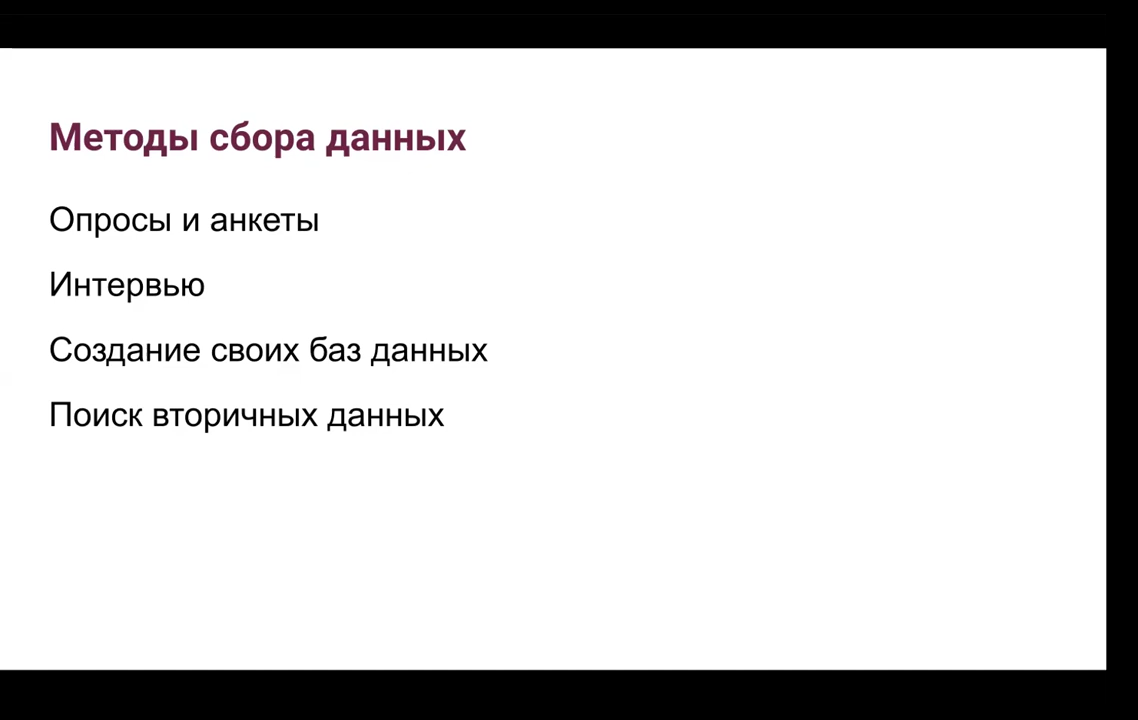 Методы сбора данных
Опросы и анкеты
Интервью
Создание своих баз данных
Поиск вторичных данных